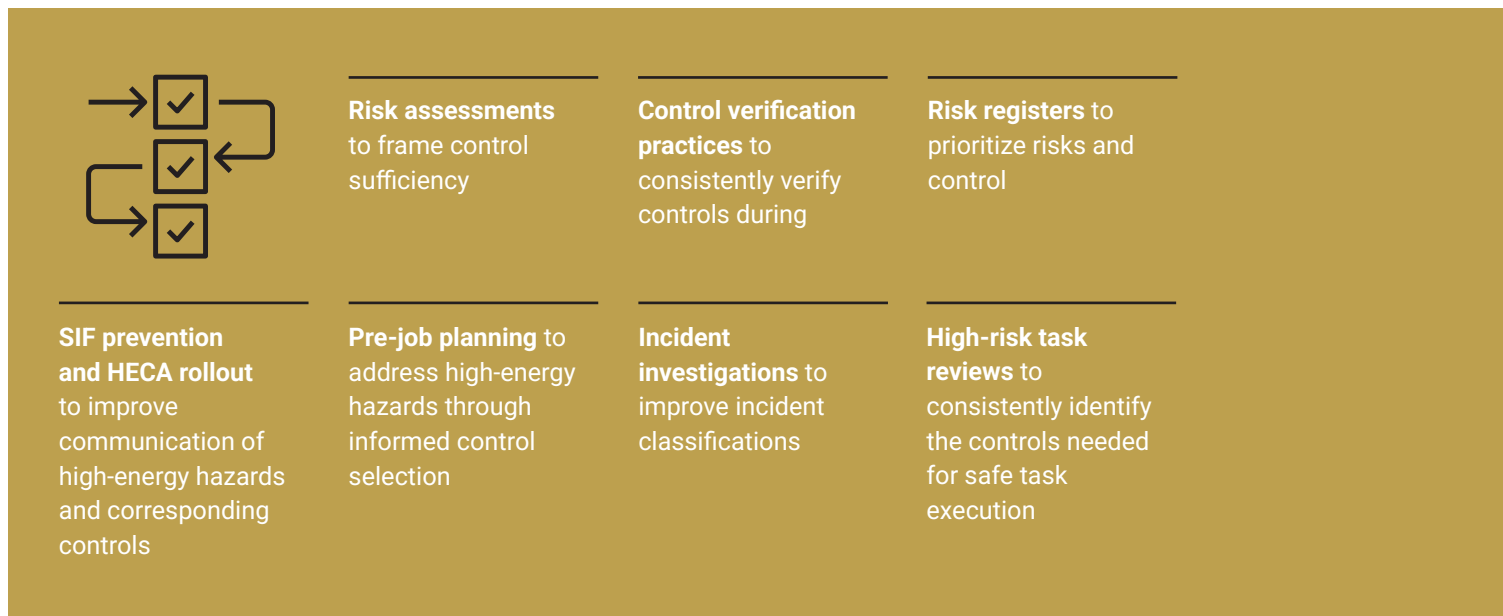 Risk assessments
to frame control
sufficiency
Control verification
practices to
consistently verify
controls during
Risk registers to
prioritize risks and
control
SIF prevention
and HECA rollout
to improve
communication of
high-energy hazards
and corresponding
controls
Pre-job planning to
address high-energy
hazards through
informed control
selection
Incident
investigations to
improve incident
classifications
High-risk task
reviews to
consistently identify
the controls needed
for safe task
execution